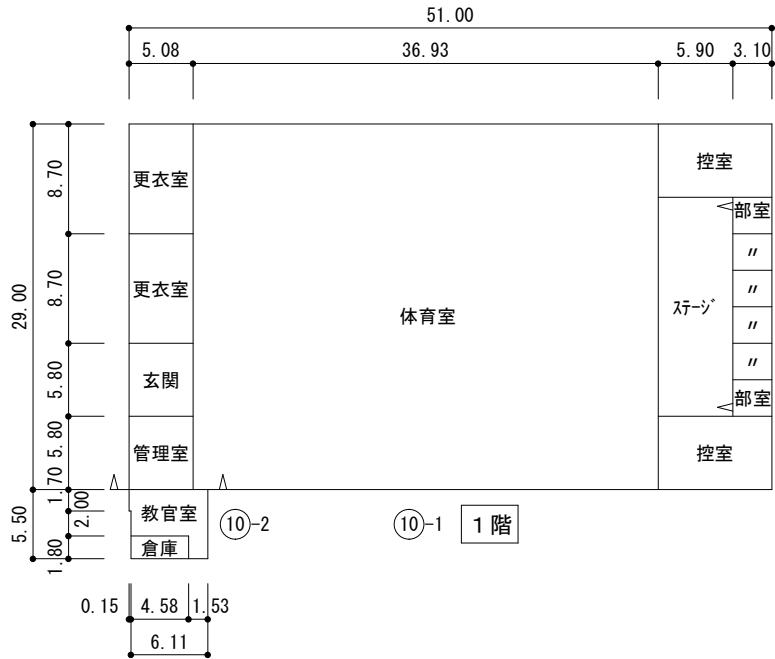 51.00
5.08 36.93 5.90 3.10
29.00
8.70
8.70
5.80
5.80
5.50
1.70
2.00
1.80
更衣室
更衣室
玄関
管理室
体育室
控室
ステージ
部室
〃
〃
〃
〃
部室
控室
教官室
倉庫
⑩-2
⑩-1
1階
0.15 4.58 1.53
6.11